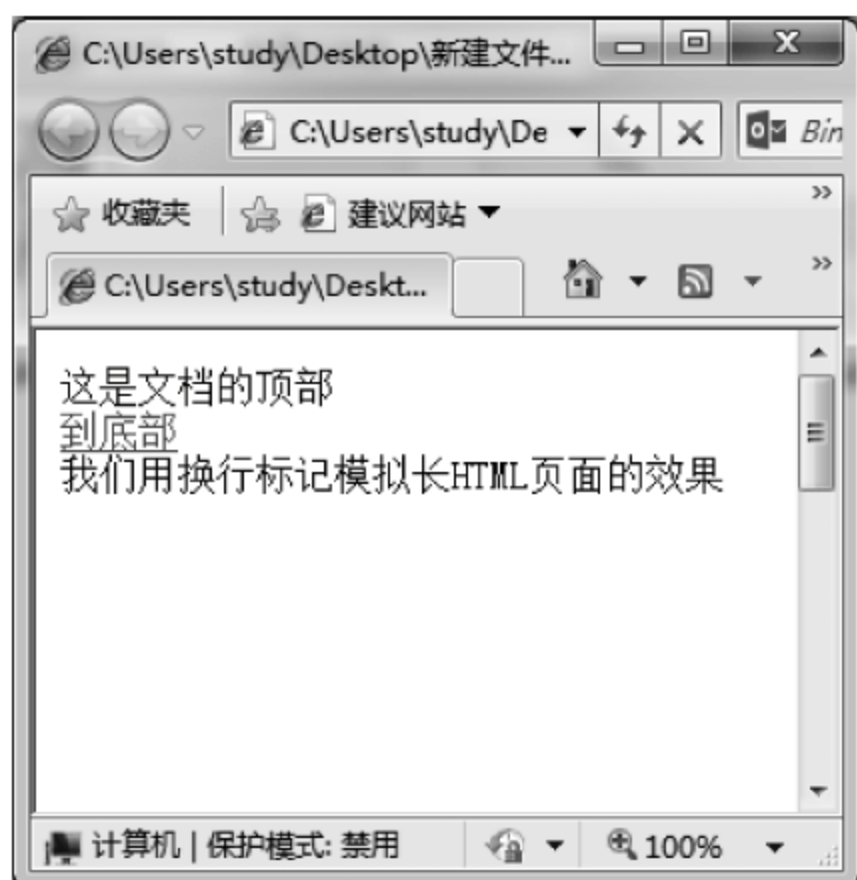 C:\Users\study\Desktop\新建文件...
C:\Users\study\De
Bin
收藏夹
建议网站
C:\Users\study\Deskt...
这是文档的顶部
到底部
我们用换行标记模拟长HTML页面的效果
计算机 | 保护模式: 禁用
100%